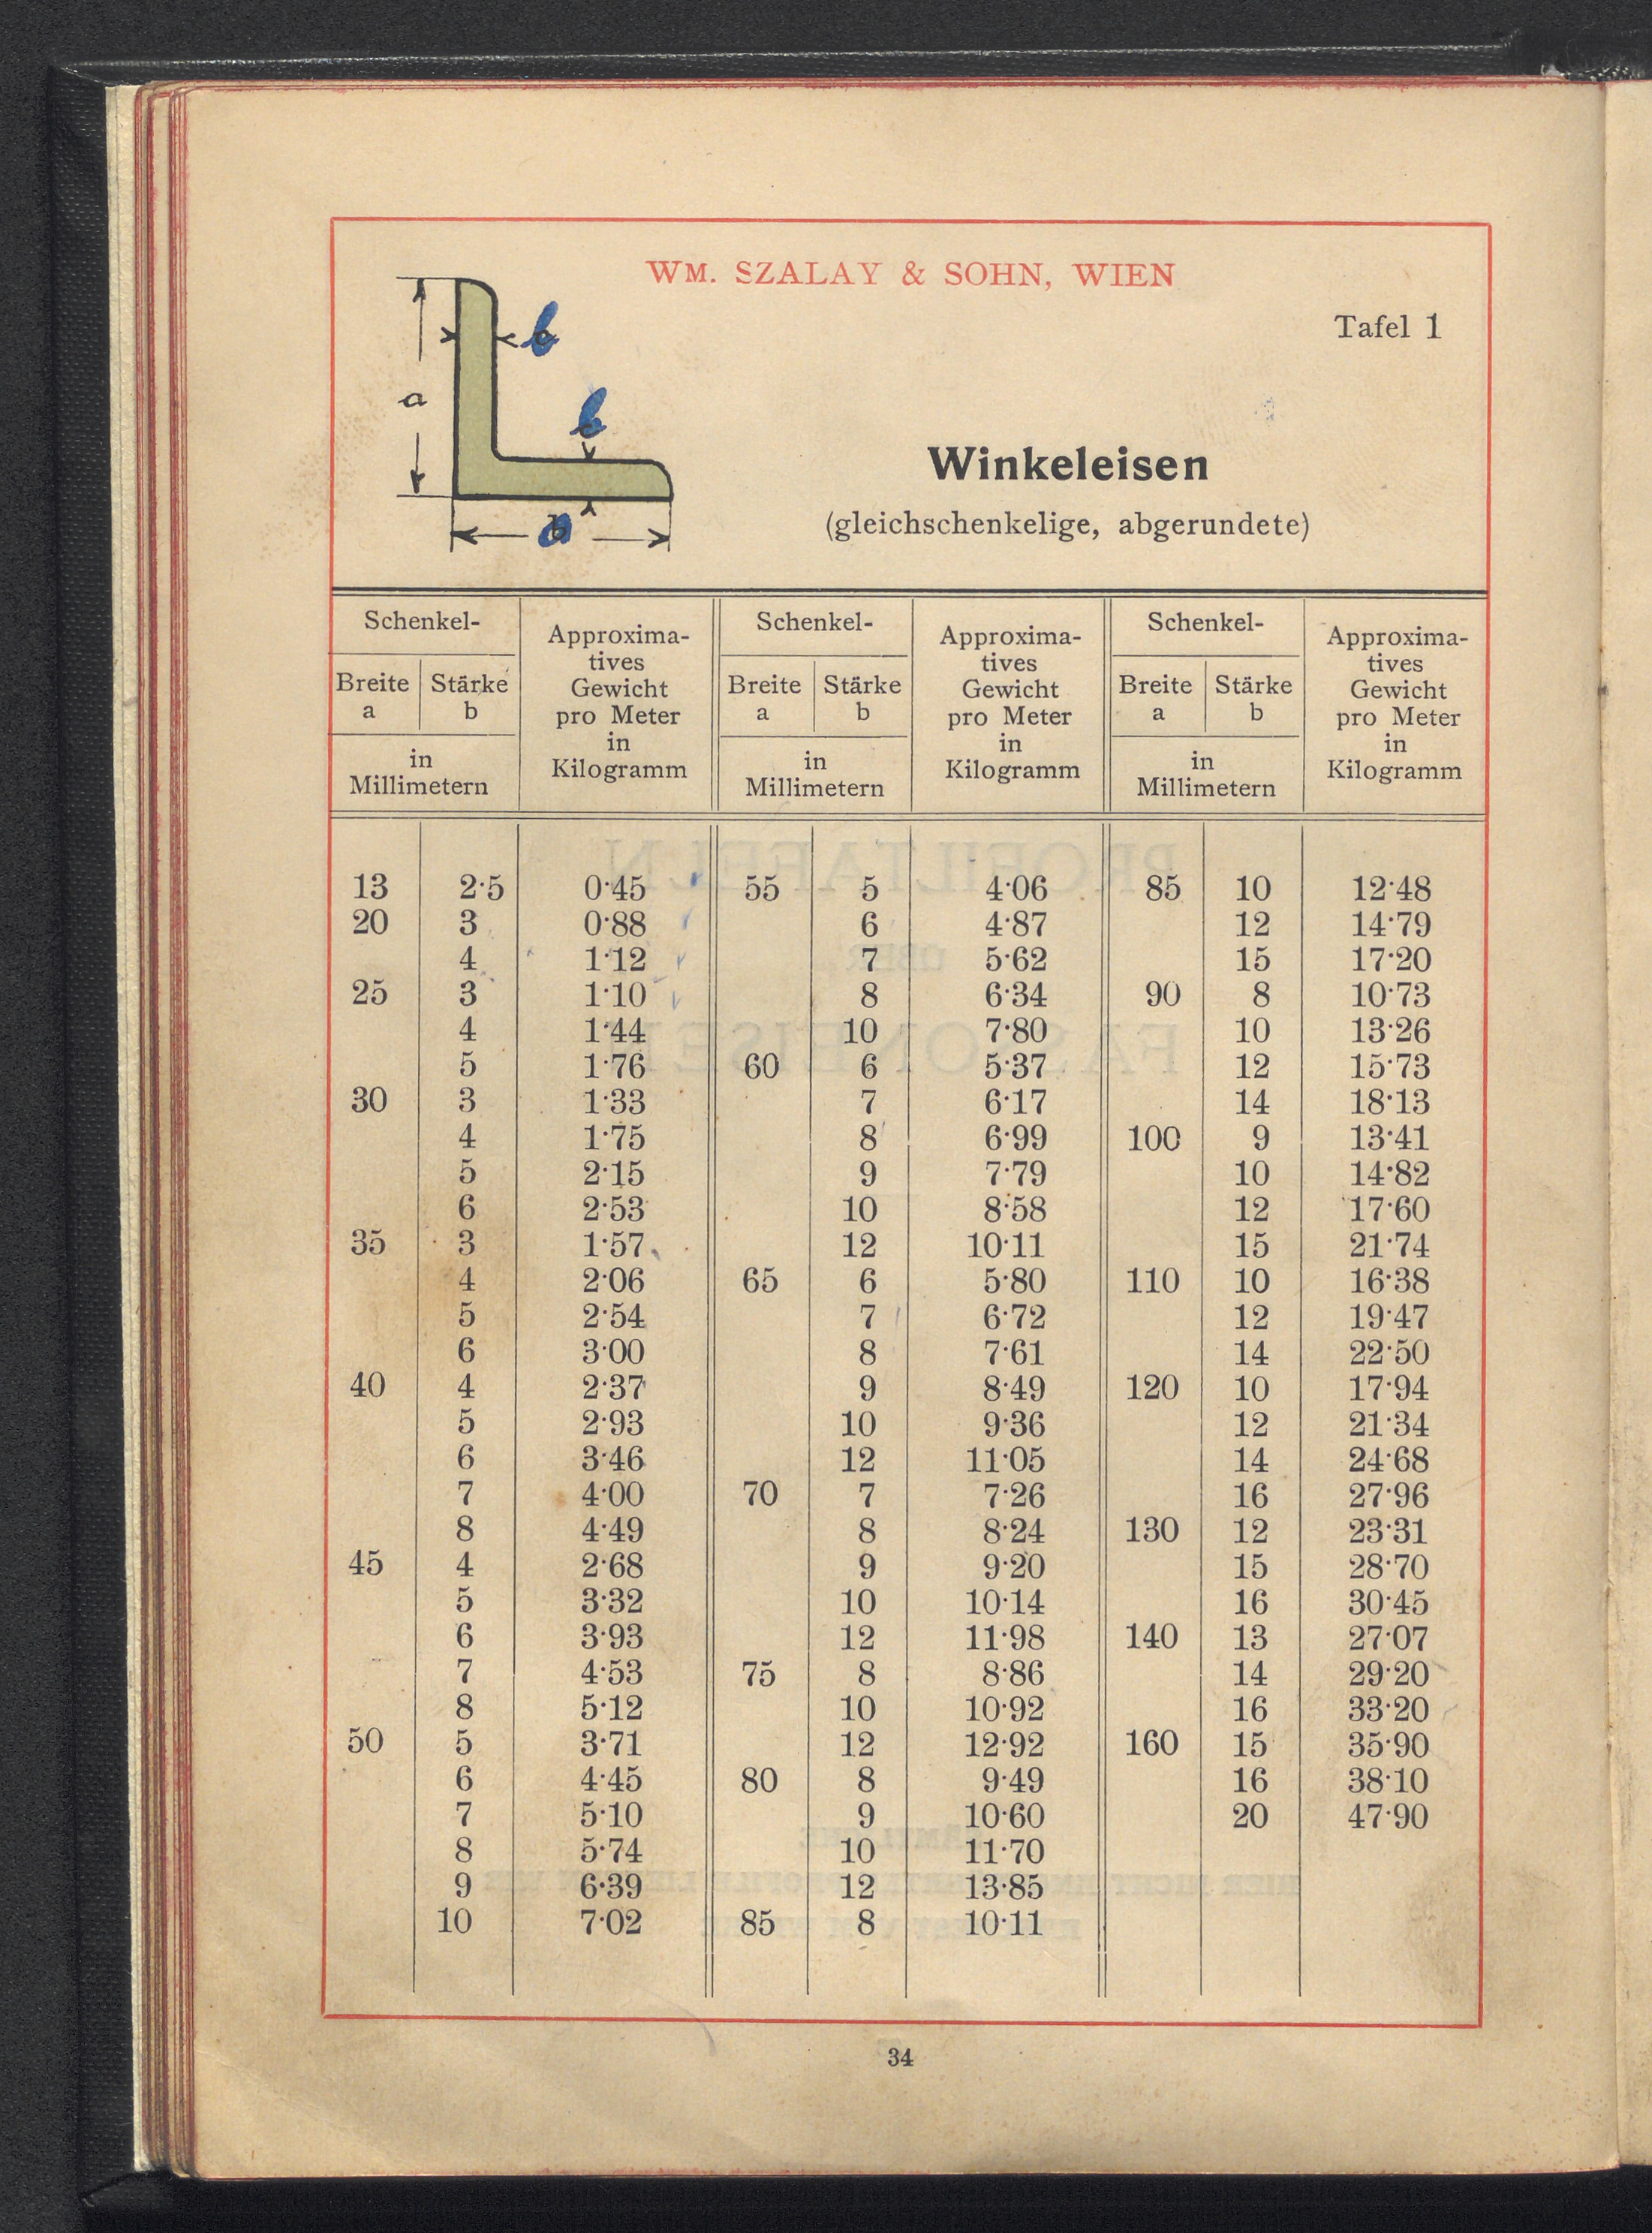 WM. SZALAY & SOHN, WIEN
Tafel 1
b
a
b
a
Winkeleisen
(gleichschenkelige, abgerundete)
Schenkel- Approxima- Schenkel- Approxima- Schenkel- Approxima-
tives tives tives
Breite Stärke Gewicht Breite Stärke Gewicht Breite Stärke Gewicht
a b pro Meter a b pro Meter a b pro Meter
in in in in in in
Millimetern Kilogramm Millimetern Kilogramm Millimetern Kilogramm
13 2·5 0·45 55 5 4·06 85 10 12·48
20 3 0·88 6 4·87 12 14·79
4 1·12 7 5·62 15 17·20
25 3 1·10 8 6·34 90 8 10·73
4 1·44 10 7·80 10 13·26
5 1·76 60 6 5·37 12 15·73
30 3 1·33 7 6·17 14 18·13
4 1·75 8 6·99 100 9 13·41
5 2·15 9 7·79 10 14·82
6 2·53 10 8·58 12 17·60
35 3 1·57 12 10·11 15 21·74
4 2·06 65 6 5·80 110 10 16·38
5 2·54 7 6·72 12 19·47
6 3·00 8 7·61 14 22·50
40 4 2·37 9 8·49 120 10 17·94
5 2·93 10 9·36 12 21·34
6 3·46 12 11·05 14 24·68
7 4·00 70 7 7·26 16 27·96
8 4·49 8 8·24 130 12 23·31
45 4 2·68 9 9·20 15 28·70
5 3·32 10 10·14 16 30·45
6 3·93 12 11·98 140 13 27·07
7 4·53 75 8 8·86 14 29·20
8 5·12 10 10·92 16 33·20
50 5 3·71 12 12·92 160 15 35·90
6 4·45 80 8 9·49 16 38·10
7 5·10 9 10·60 20 47·90
8 5·74 10 11·70
9 6·39 12 13·85
10 7·02 85 8 10·11
34